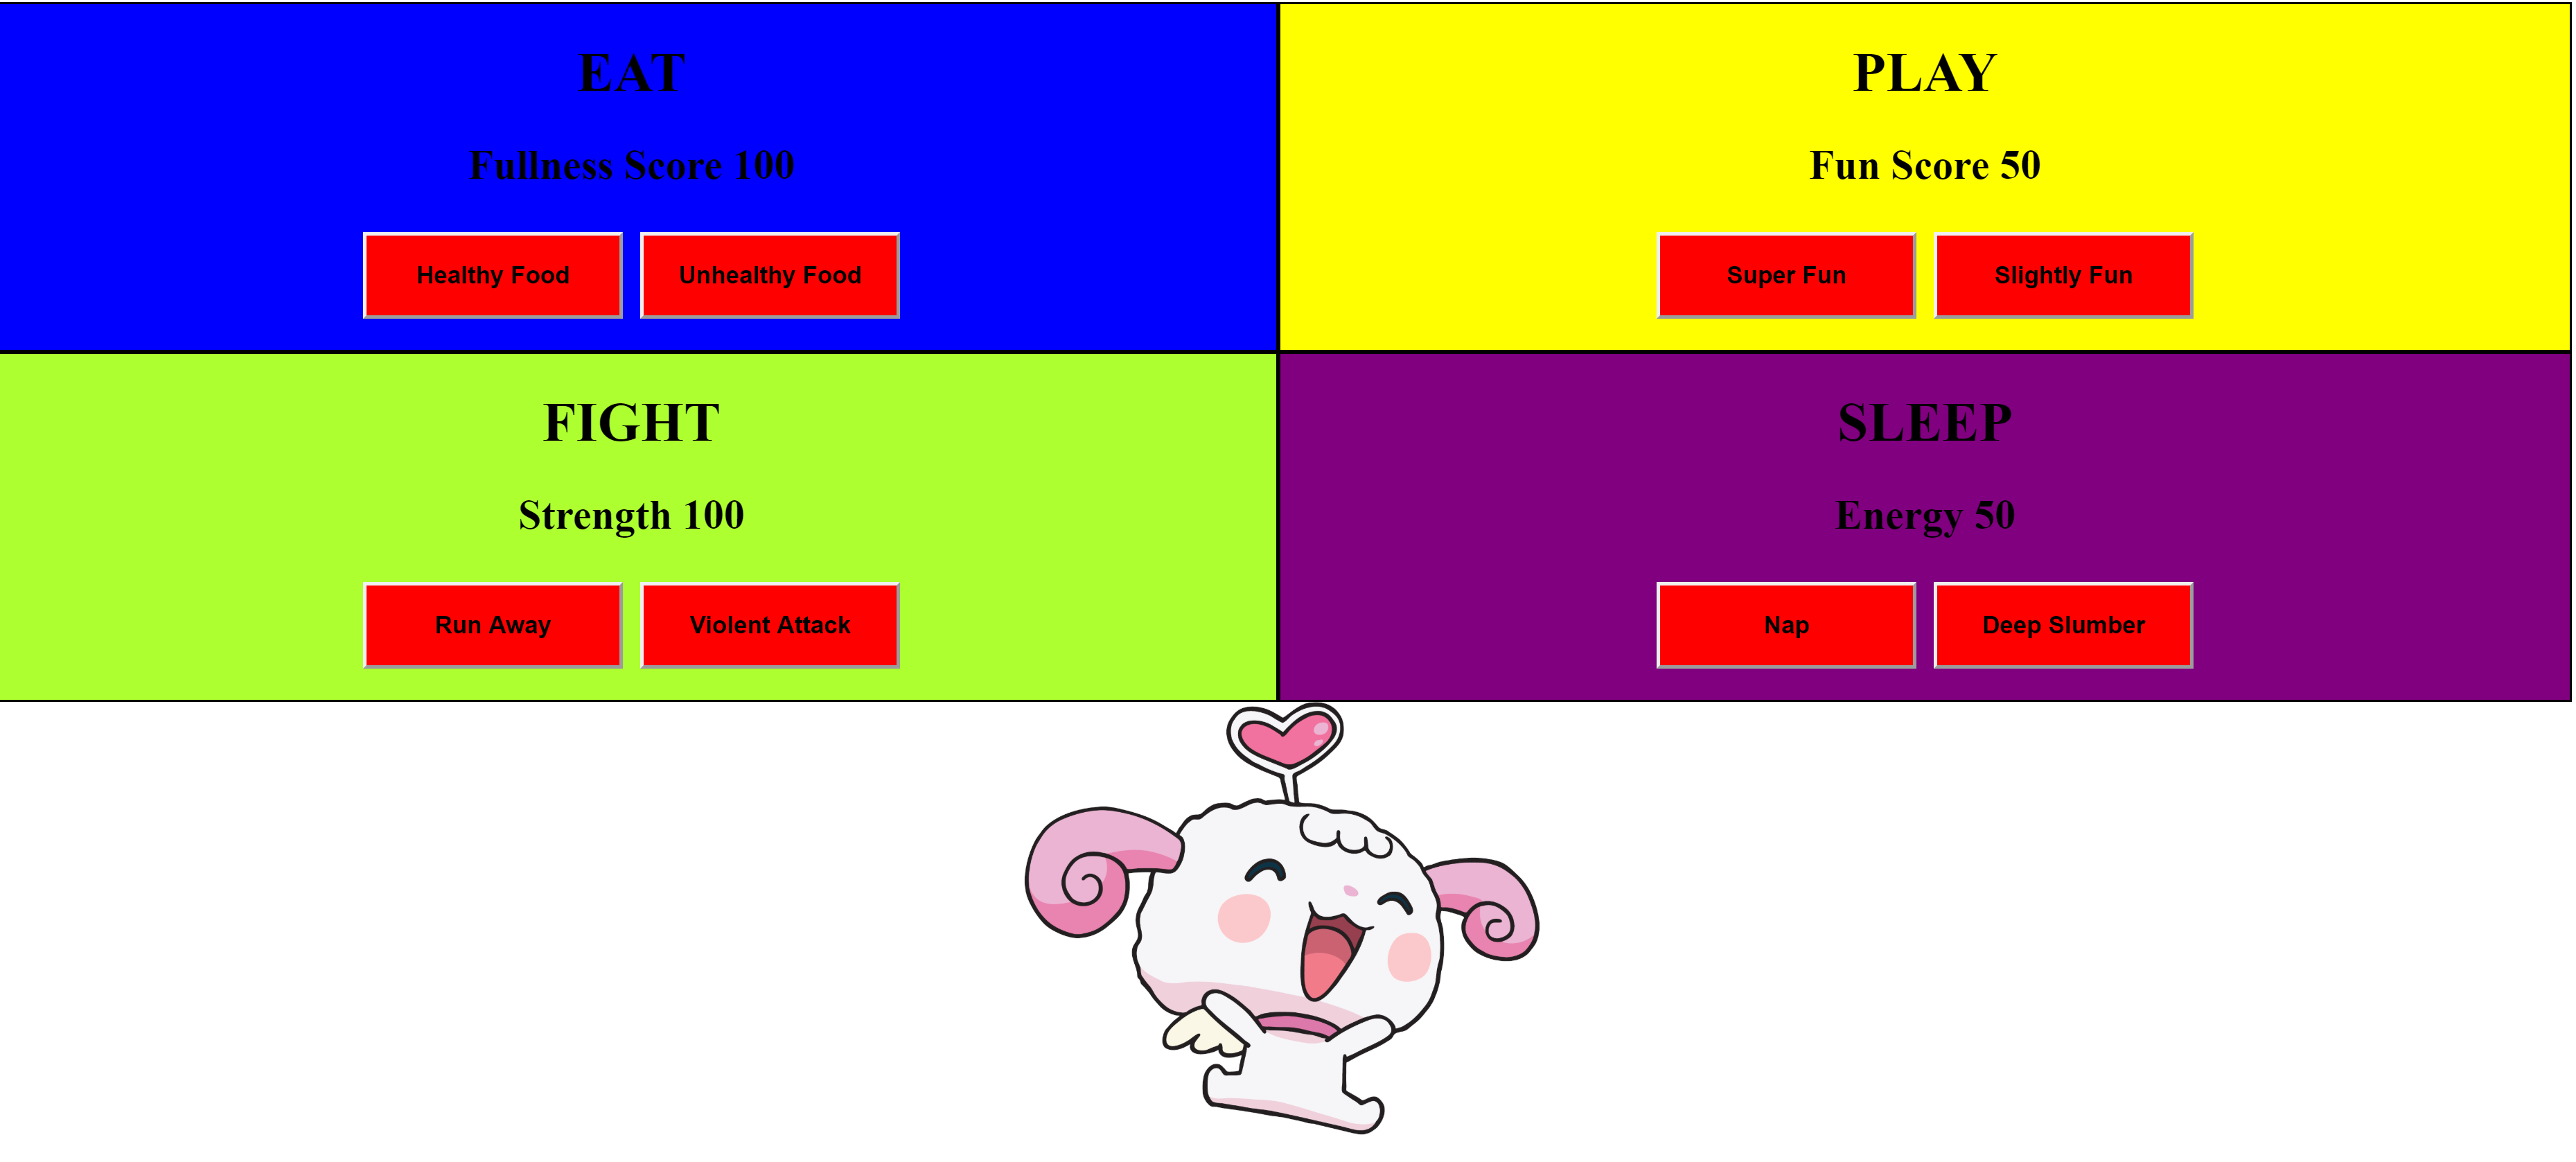 EAT
Fullness Score 100
Healthy Food
Unhealthy Food
PLAY
Fun Score 50
Super Fun
Slightly Fun
FIGHT
Strength 100
Run Away
Violent Attack
SLEEP
Energy 50
Nap
Deep Slumber